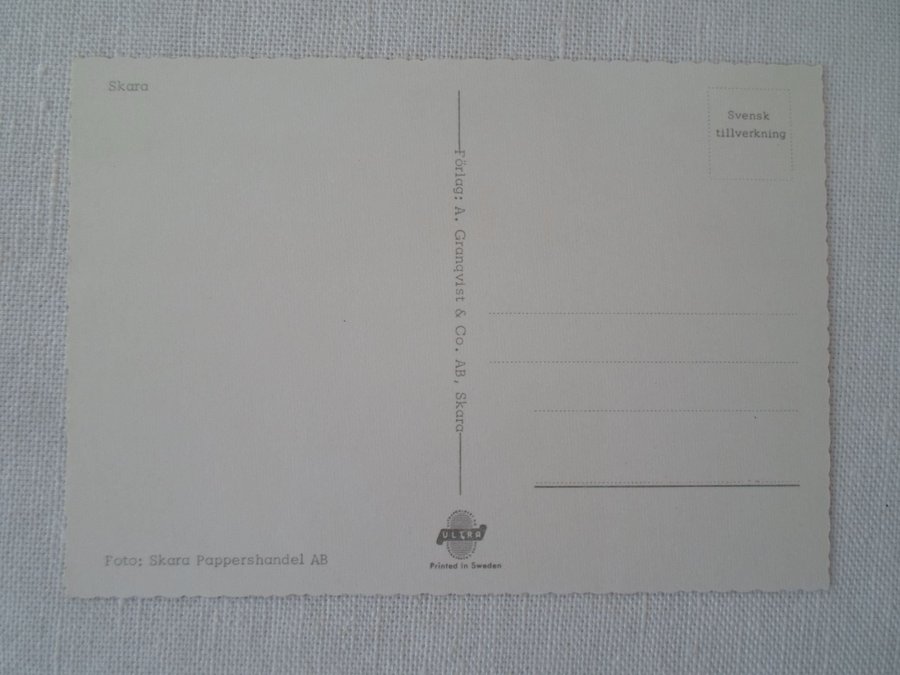 Skara
Svensk
tillverkning
Förlag: A. Granqvist & Co. AB, Skara
Foto: Skara Pappershandel AB
ULTRA
Printed in Sweden